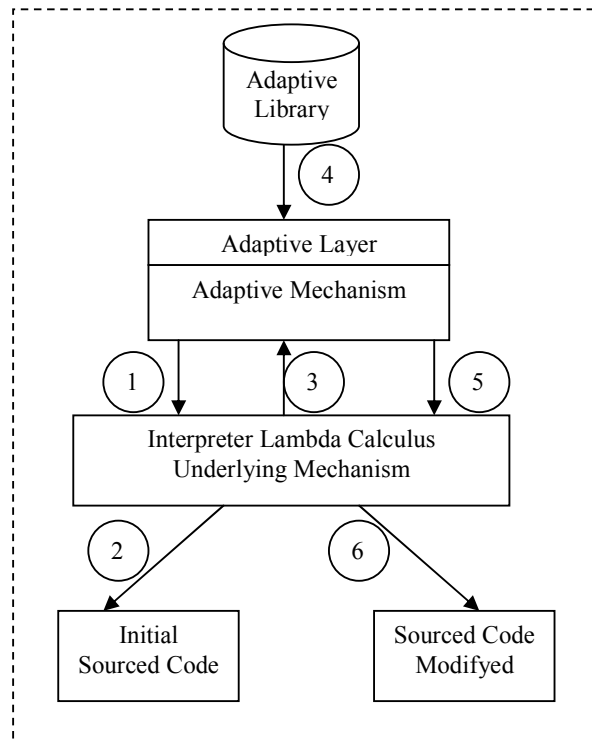 Adaptive
Library
4
Adaptive Layer
Adaptive Mechanism
1
3
5
Interpreter Lambda Calculus
Underlying Mechanism
2
6
Initial
Sourced Code
Sourced Code
Modifyed